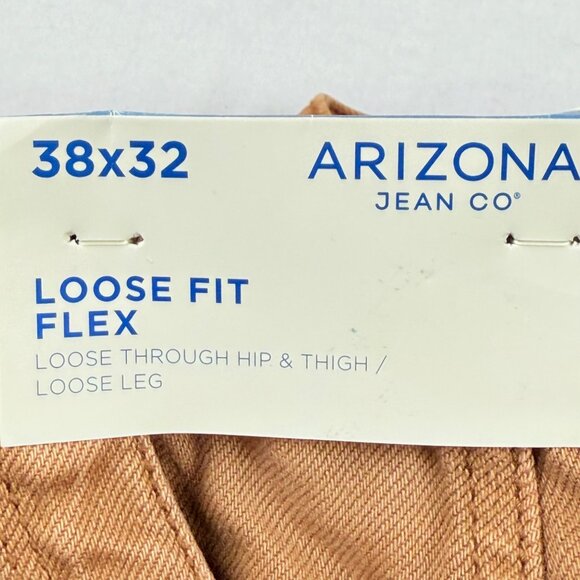 38x32
ARIZONA
JEAN CO®
LOOSE FIT
FLEX
LOOSE THROUGH HIP & THIGH /
LOOSE LEG